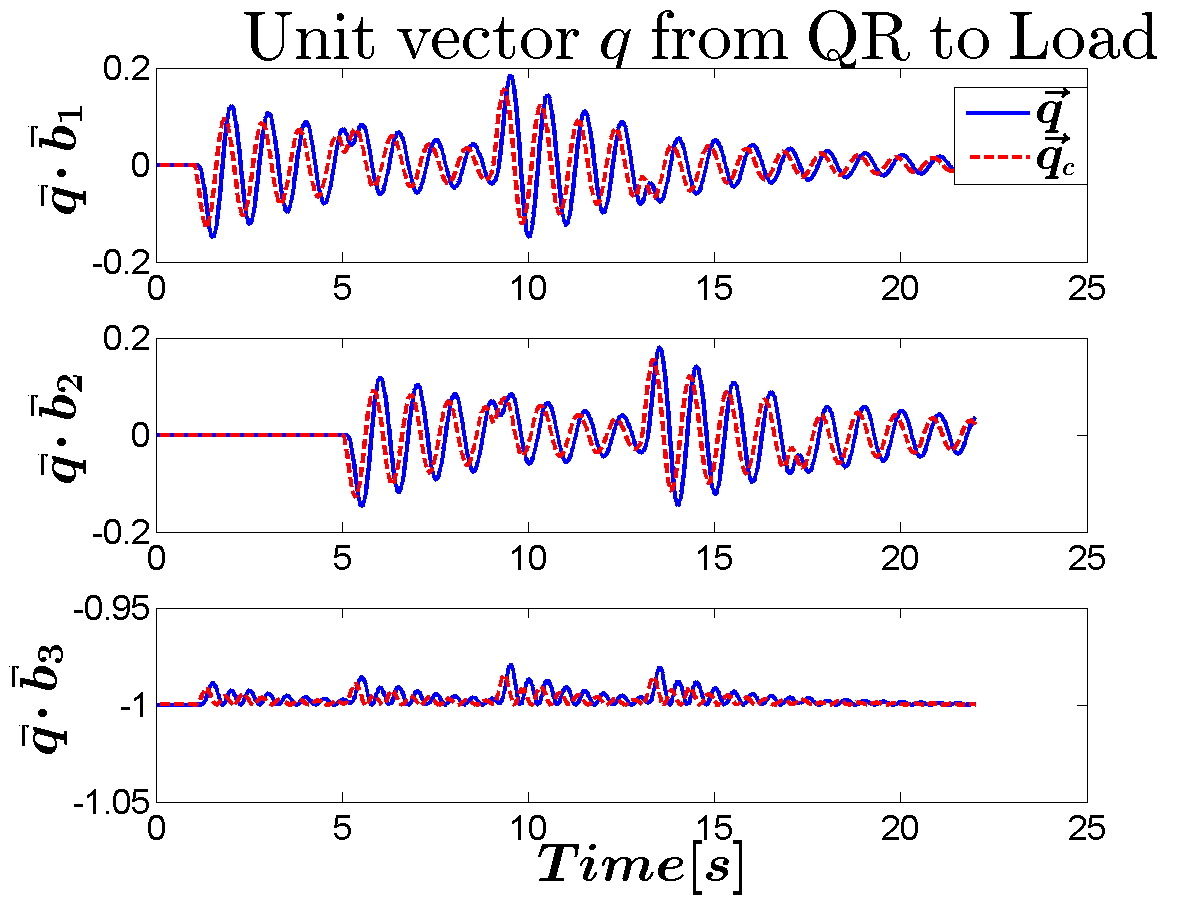 Unit vector q from QR to Load
0.2
0
-0.2
q̄ · b̄₁
q⃗
q⃗c
0 5 10 15 20 25
0.2
0
-0.2
q̄ · b̄₂
0 5 10 15 20 25
-0.95
-1
-1.05
q̄ · b̄₃
0 5 10 15 20 25
Time[s]